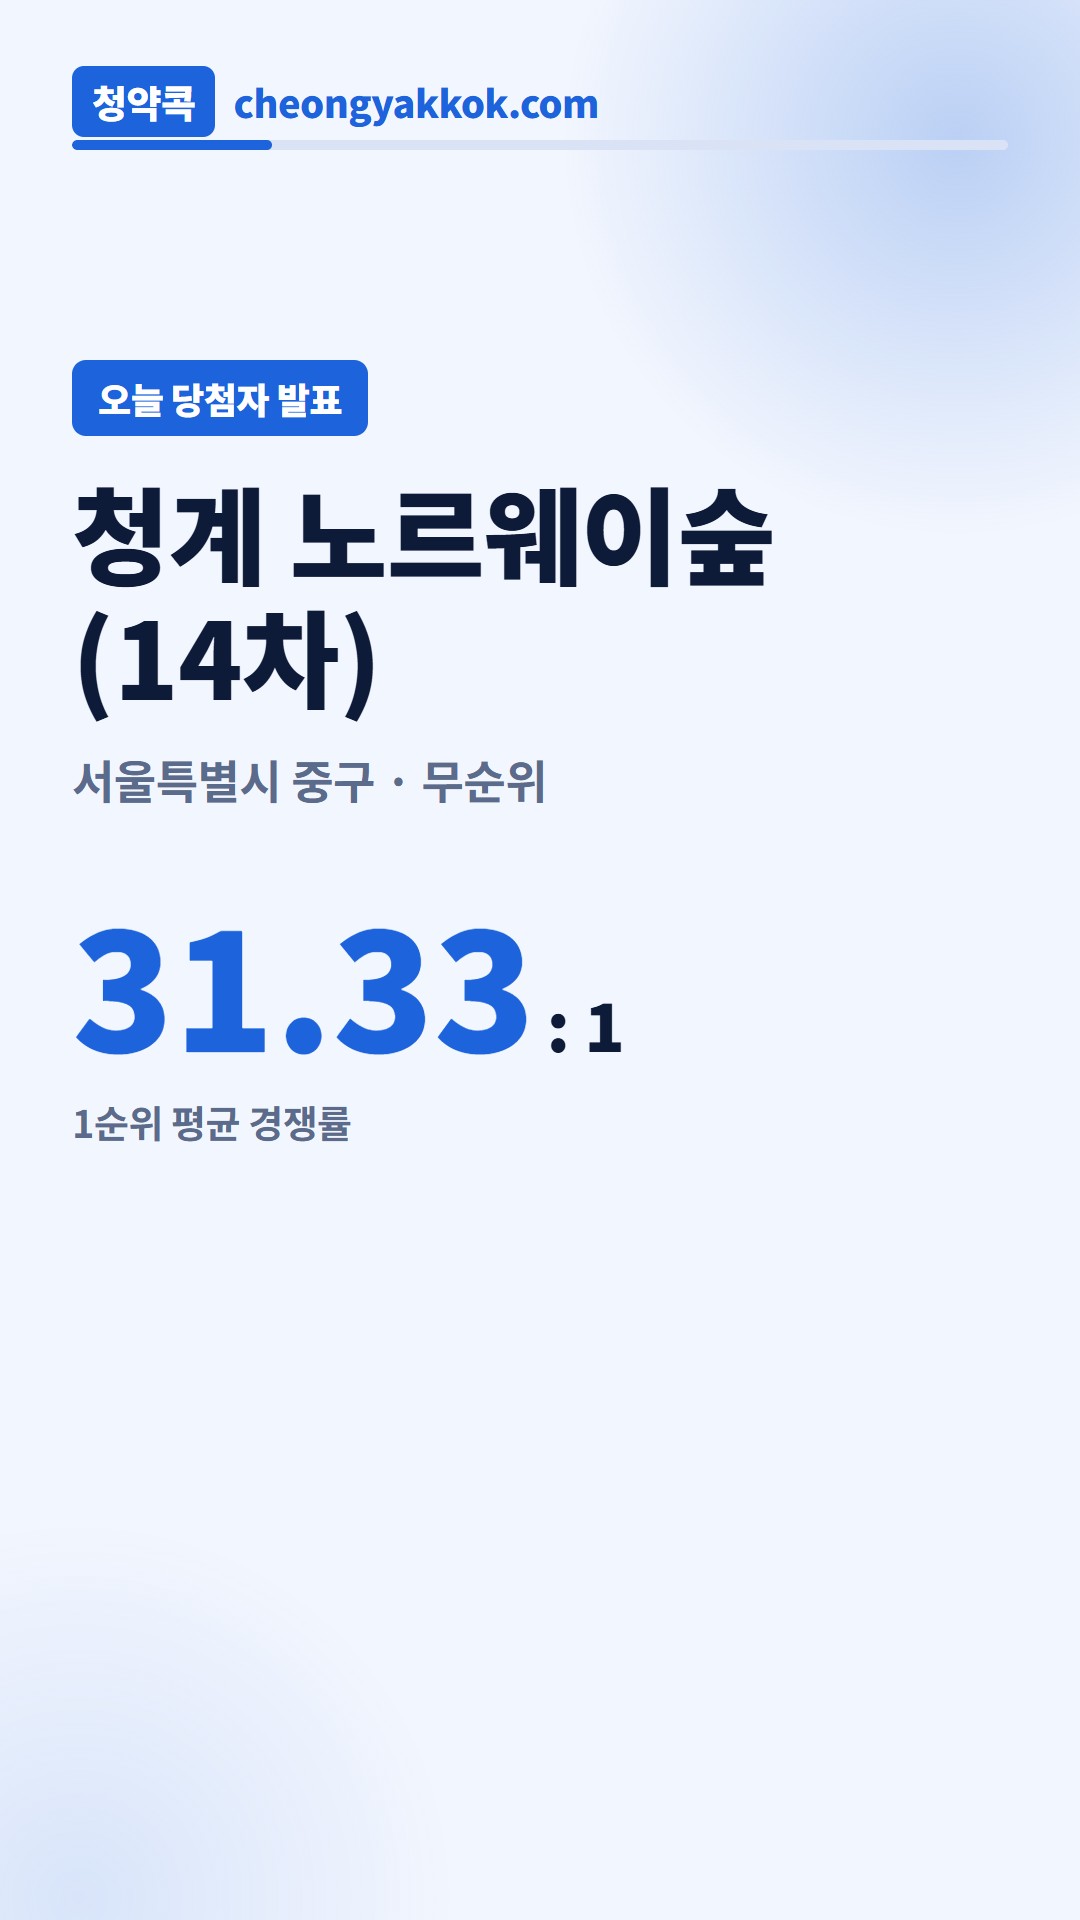 청약콕 cheongyakkok.com
오늘 당첨자 발표
청계 노르웨이숲
(14차)
서울특별시 중구 · 무순위
31.33 : 1
1순위 평균 경쟁률